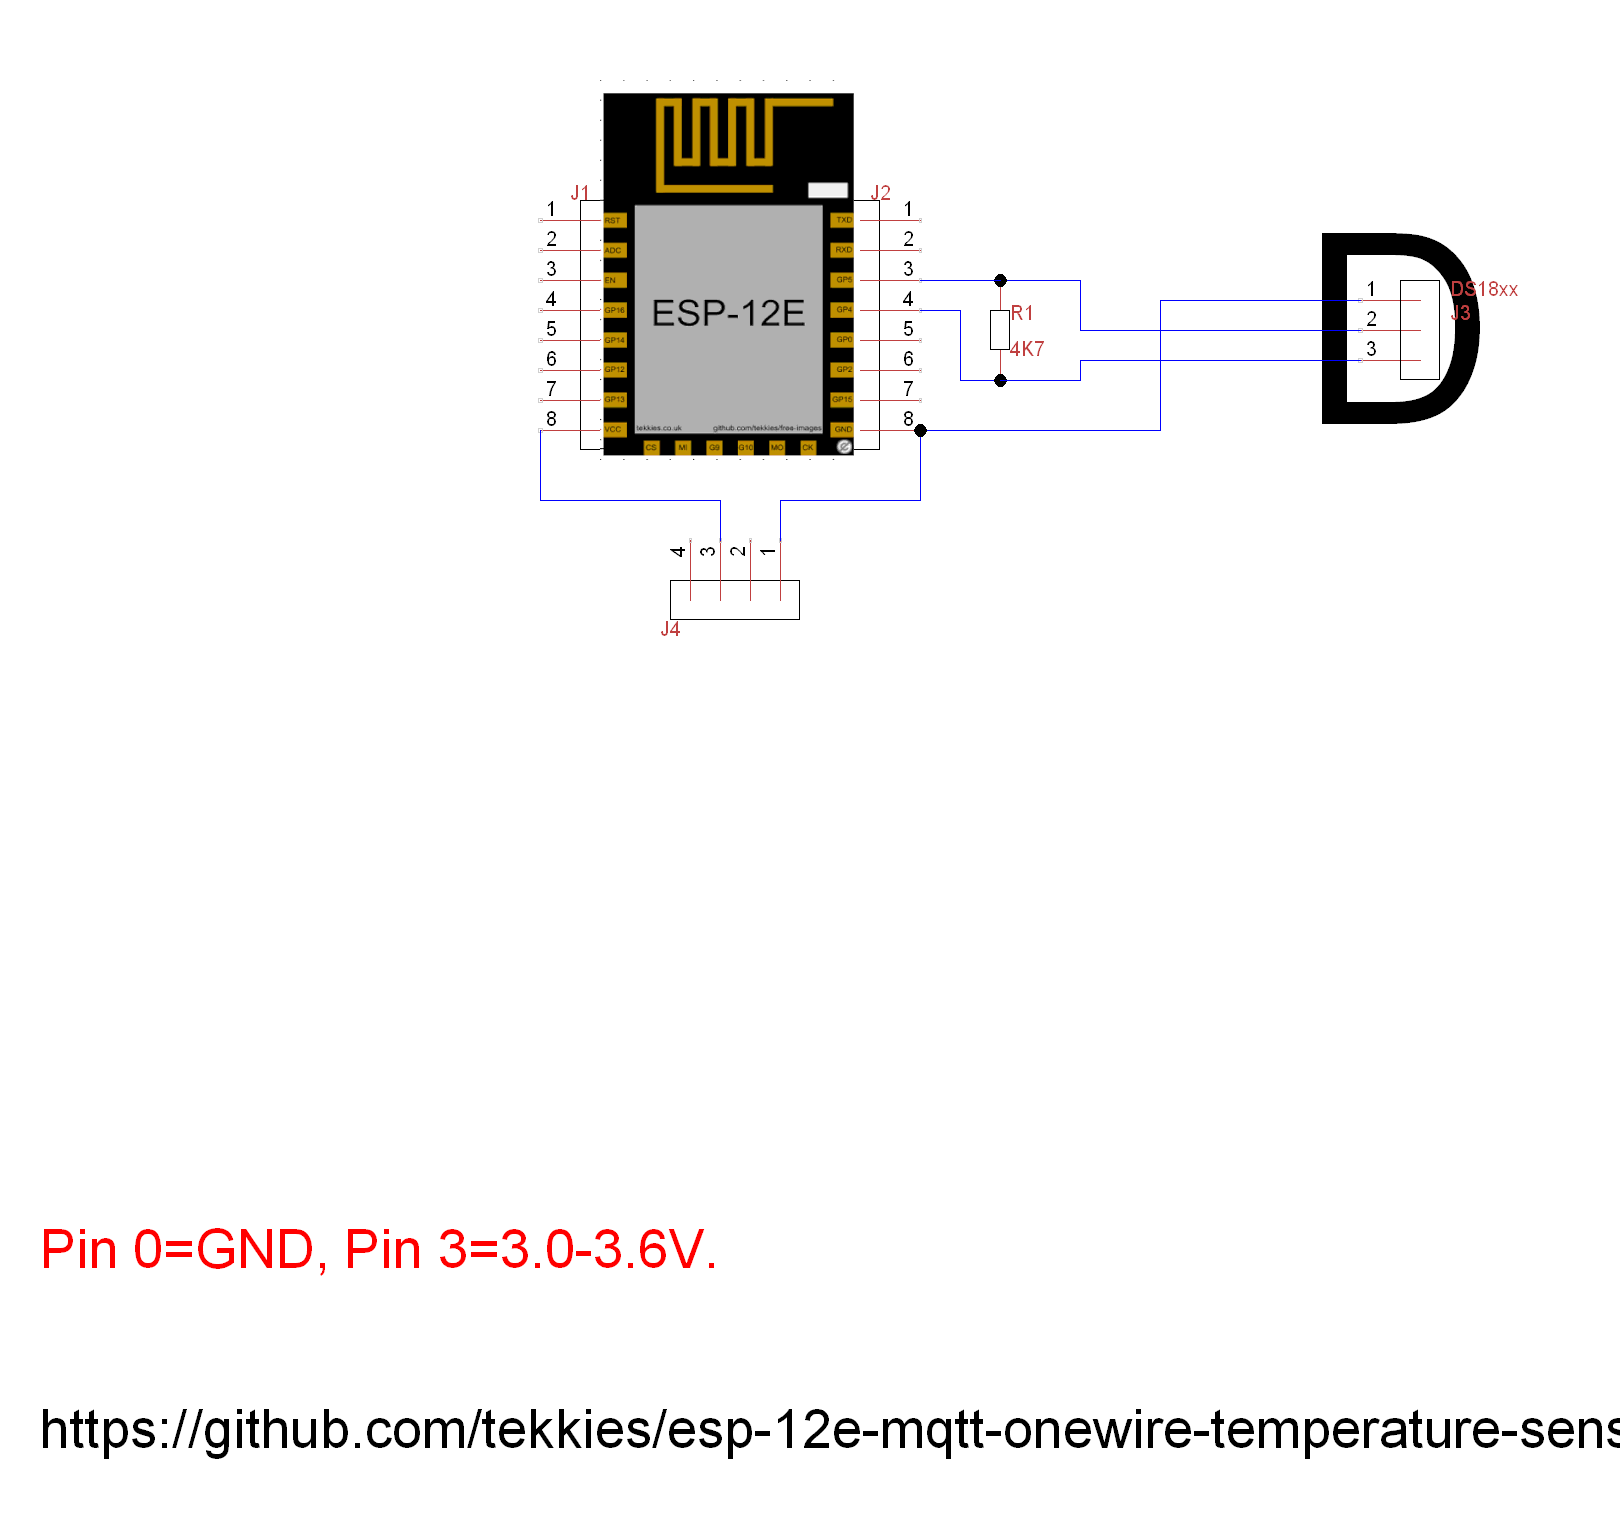 J1
J2
1
2
3
4
5
6
7
8
RST
ADC
EN
GP16
GP14
GP12
GP13
VCC
ESP-12E
tekkies.co.uk
github.com/tekkies/free-images
CS
MI
G9
G10
MO
CK
TXD
RXD
GP5
GP4
GP0
GP2
GP15
GND
1
2
3
4
5
6
7
8
R1
4K7
1
2
3
DS18xx
J3
D
4
3
2
1
J4
Pin 0=GND, Pin 3=3.0-3.6V.
https://github.com/tekkies/esp-12e-mqtt-onewire-temperature-sens